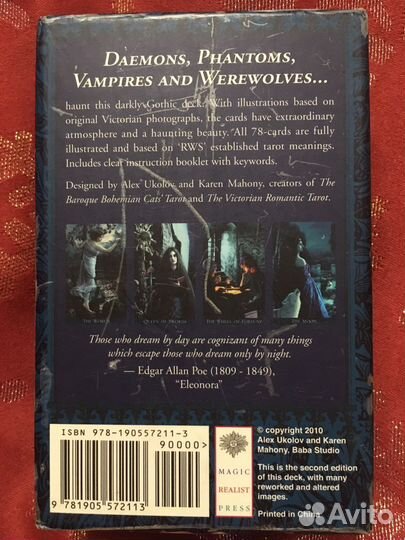 DAEMONS, PHANTOMS,
VAMPIRES AND WEREWOLVES...
haunt this darkly Gothic deck. With illustrations based on
original Victorian photographs, the cards have extraordinary
atmosphere and a haunting beauty. All 78-cards are fully
illustrated and based on 'RWS' established tarot meanings.
Includes clear instruction booklet with keywords.
Designed by Alex Ukolov and Karen Mahony, creators of The
Baroque Bohemian Cats' Tarot and The Victorian Romantic Tarot.
THE WORLD QUEEN OF SWORDS THE WHEEL OF FORTUNE THE MOON
Those who dream by day are cognizant of many things
which escape those who dream only by night.
— Edgar Allan Poe (1809 - 1849),
"Eleonora"
ISBN 978-190557211-3
90000>
9 781905 572113
MAGIC
REALIST
PRESS
© copyright 2010
Alex Ukolov and Karen
Mahony, Baba Studio
This is the second edition
of this deck, with many
reworked and altered
images.
Printed in China
Avito